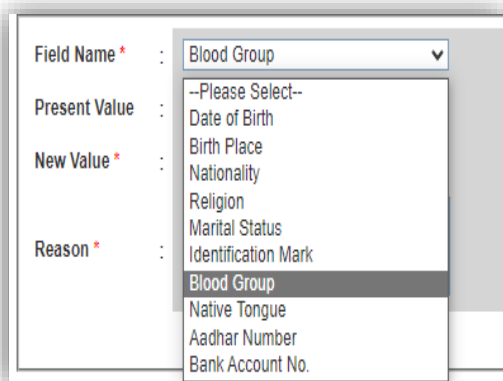 Field Name * : Blood Group
--Please Select--
Present Value :
Date of Birth
Birth Place
New Value * :
Nationality
Religion
Marital Status
Reason * :
Identification Mark
Blood Group
Native Tongue
Aadhar Number
Bank Account No.